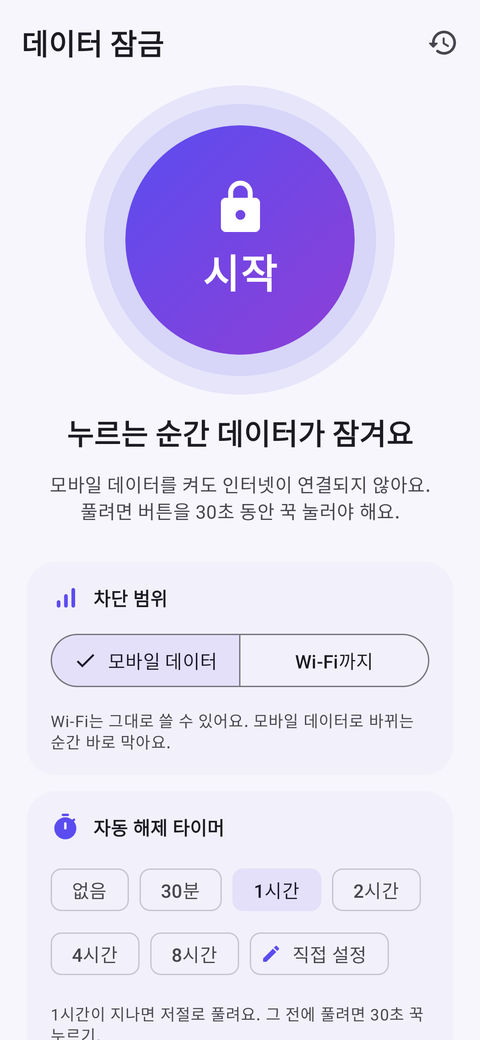 데이터 잠금
시작
누르는 순간 데이터가 잠겨요
모바일 데이터를 켜도 인터넷이 연결되지 않아요.
풀려면 버튼을 30초 동안 꾹 눌러야 해요.
차단 범위
모바일 데이터 Wi-Fi까지
Wi-Fi는 그대로 쓸 수 있어요. 모바일 데이터로 바뀌는
순간 바로 막아요.
자동 해제 타이머
없음 30분 1시간 2시간
4시간 8시간 직접 설정
1시간이 지나면 저절로 풀려요. 그 전에 풀려면 30초 꾹
누르기.